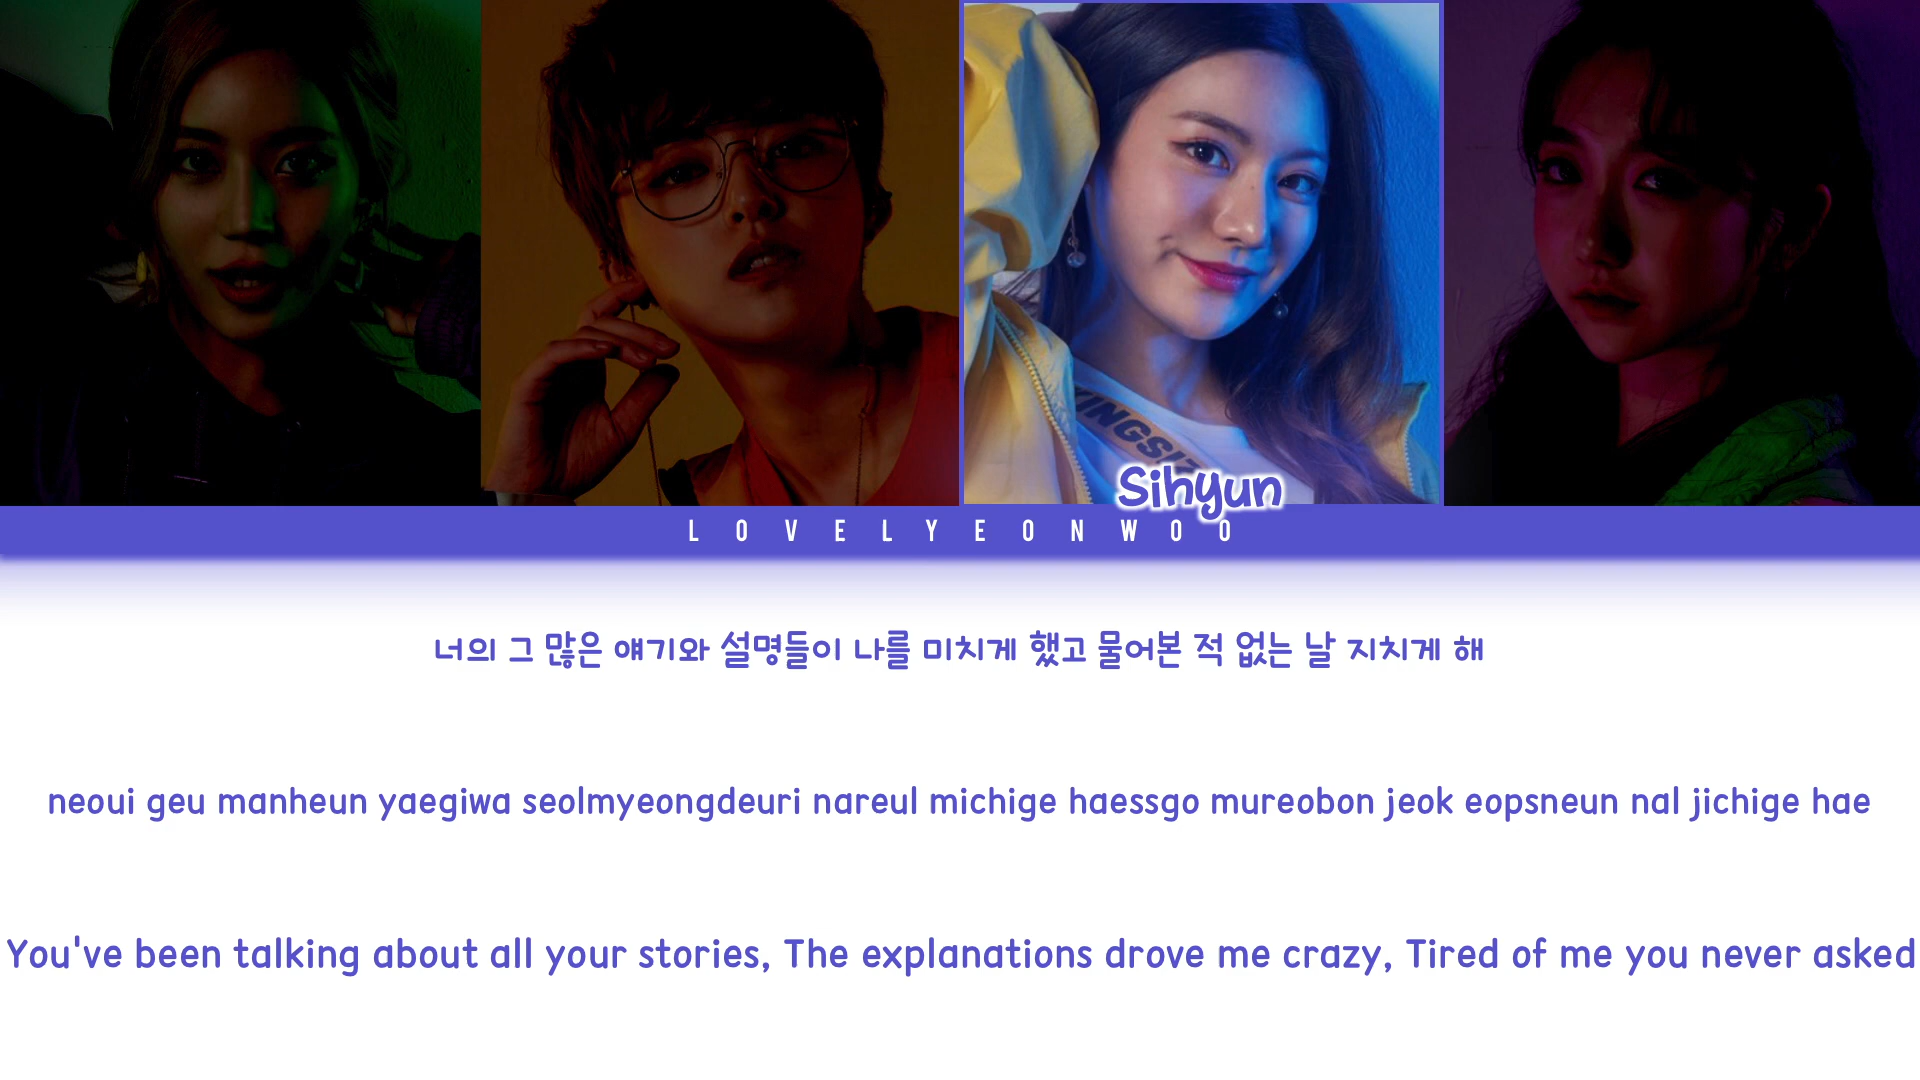 KINGSIZ
Sihyun
LOVELYEONWOO
너의 그 많은 얘기와 설명들이 나를 미치게 했고 물어본 적 없는 날 지치게 해
neoui geu manheun yaegiwa seolmyeongdeuri nareul michige haessgo mureobon jeok eopsneun nal jichige hae
You've been talking about all your stories, The explanations drove me crazy, Tired of me you never asked